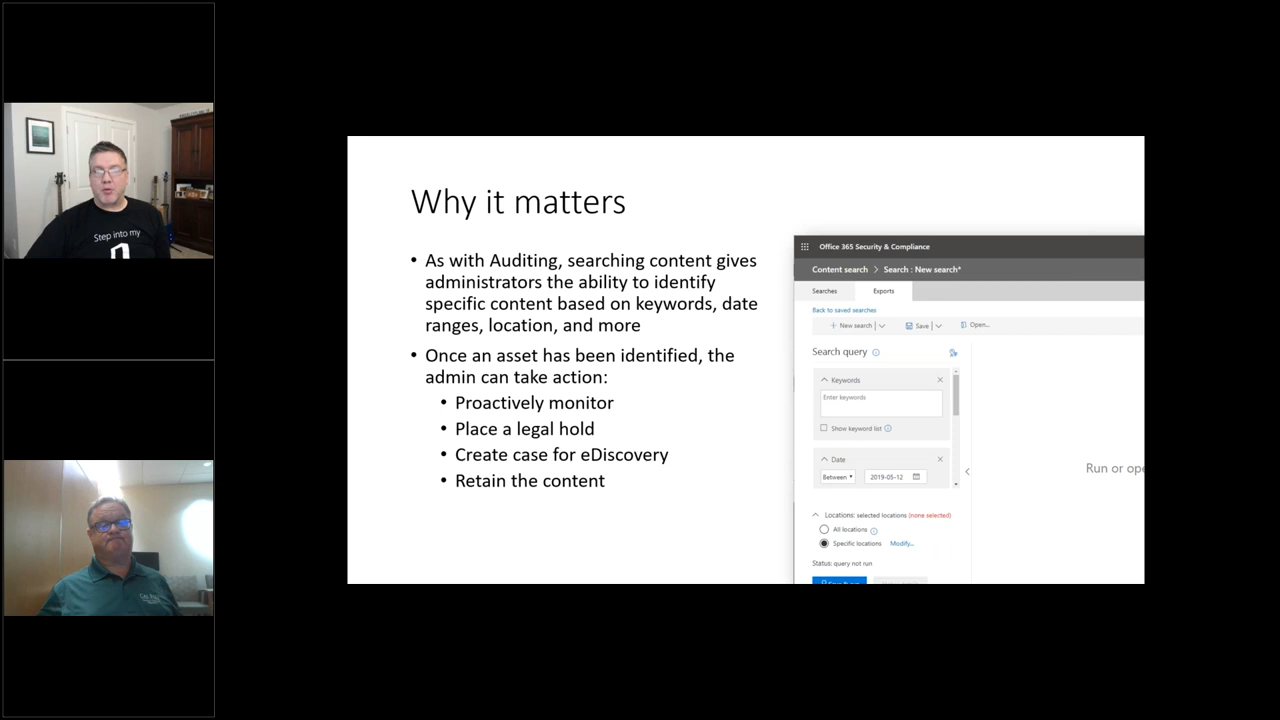 Step into my
Why it matters
• As with Auditing, searching content gives
administrators the ability to identify
specific content based on keywords, date
ranges, location, and more
• Once an asset has been identified, the
admin can take action:
• Proactively monitor
• Place a legal hold
• Create case for eDiscovery
• Retain the content
Office 365 Security & Compliance
Content search > Search : New search*
Searches Exports
Back to saved searches
+ New search Save Open...
Search query
Keywords
Enter keywords
Show keyword list
Date
Between 2019-05-12
Locations: selected locations (none selected)
All locations
Specific locations Modify...
Status: query not run
Run or ope